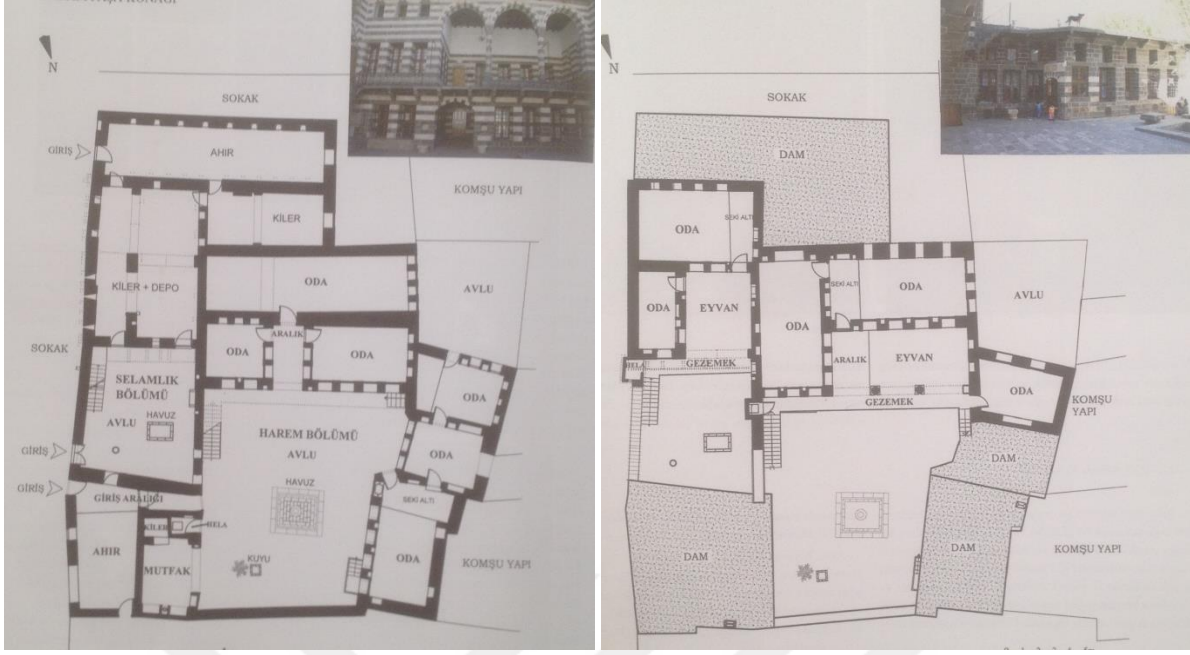 N
SOKAK
GİRİŞ
AHIR
KOMŞU YAPI
KİLER
KİLER + DEPO
ODA
AVLU
SOKAK
ARALIK
ODA
ODA
SELAMLIK
BÖLÜMÜ
HAVUZ
AVLU
ODA
HAREM BÖLÜMÜ
AVLU
GİRİŞ
ODA
GİRİŞ
GİRİŞ ARALIĞI
HAVUZ
SEKİ ALTI
KİLER
HELA
AHIR
MUTFAK
KUYU
ODA
KOMŞU YAPI
N
SOKAK
DAM
KOMŞU YAPI
ODA
SEKİ ALTI
ODA
EYVAN
ODA
SEKİ ALTI
ODA
AVLU
HELA
GEZEMEK
ARALIK
EYVAN
ODA
GEZEMEK
KOMŞU
YAPI
DAM
DAM
DAM
KOMŞU YAPI